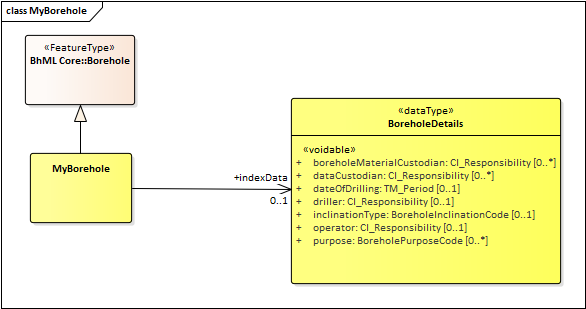 class MyBorehole
«FeatureType»
BhML Core::Borehole
MyBorehole
+indexData
0..1
«dataType»
BoreholeDetails
«voidable»
+ boreholeMaterialCustodian: CI_Responsibility [0..*]
+ dataCustodian: CI_Responsibility [0..*]
+ dateOfDrilling: TM_Period [0..1]
+ driller: CI_Responsibility [0..1]
+ inclinationType: BoreholeInclinationCode [0..1]
+ operator: CI_Responsibility [0..1]
+ purpose: BoreholePurposeCode [0..*]